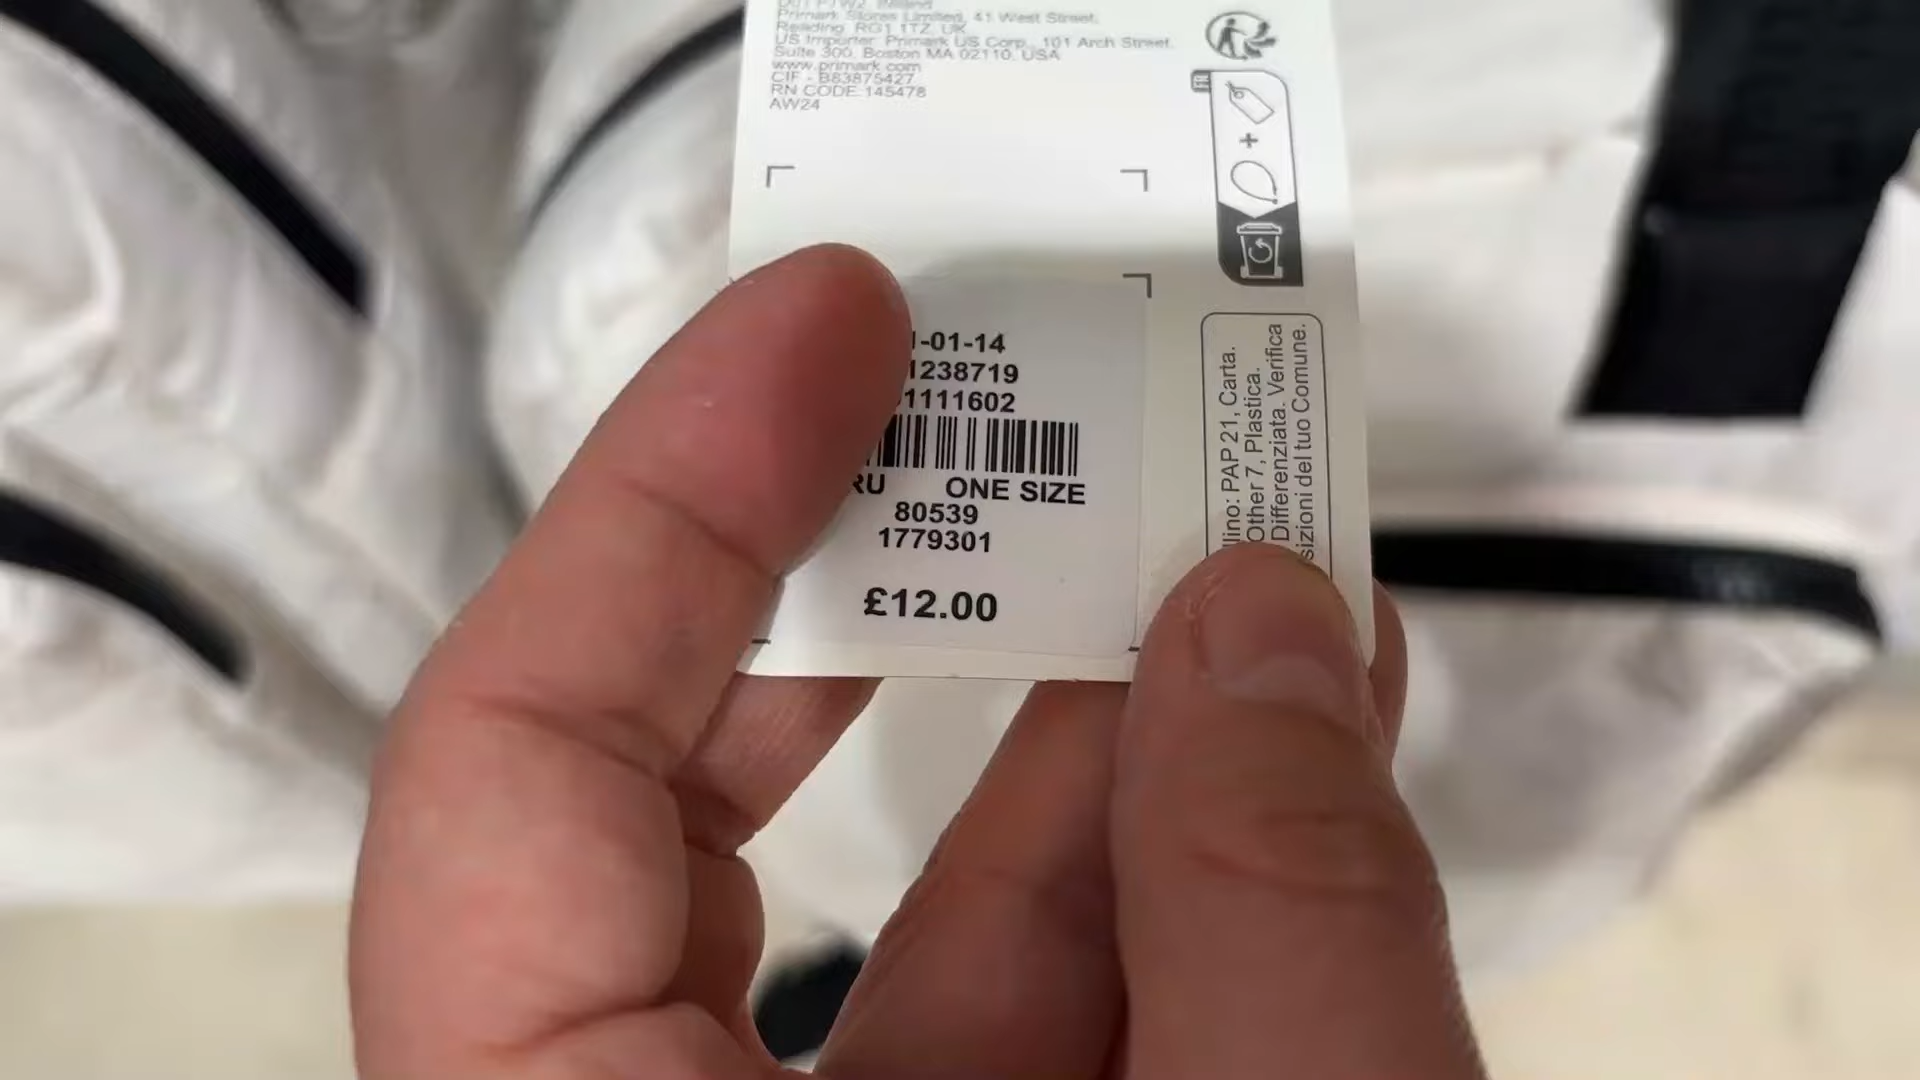 Primark Stores Limited, 41 West Street,
Reading, RG1 1TZ, UK
US Importer: Primark US Corp., 101 Arch Street,
Suite 300, Boston MA 02110, USA
www.primark.com
CIF - B83875427
RN CODE 145478
AW24
FR
-01-14
1238719
1111602
RU ONE SIZE
80539
1779301
£12.00
llino: PAP 21, Carta.
Other 7, Plastica.
Differenziata. Verifica
sizioni del tuo Comune.